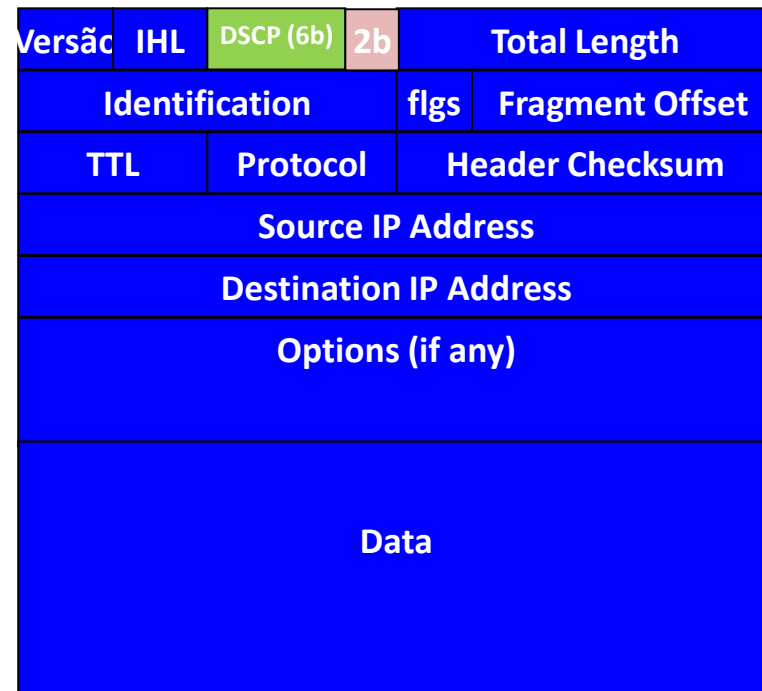 Versão IHL DSCP (6b) 2b Total Length
Identification flgs Fragment Offset
TTL Protocol Header Checksum
Source IP Address
Destination IP Address
Options (if any)
Data